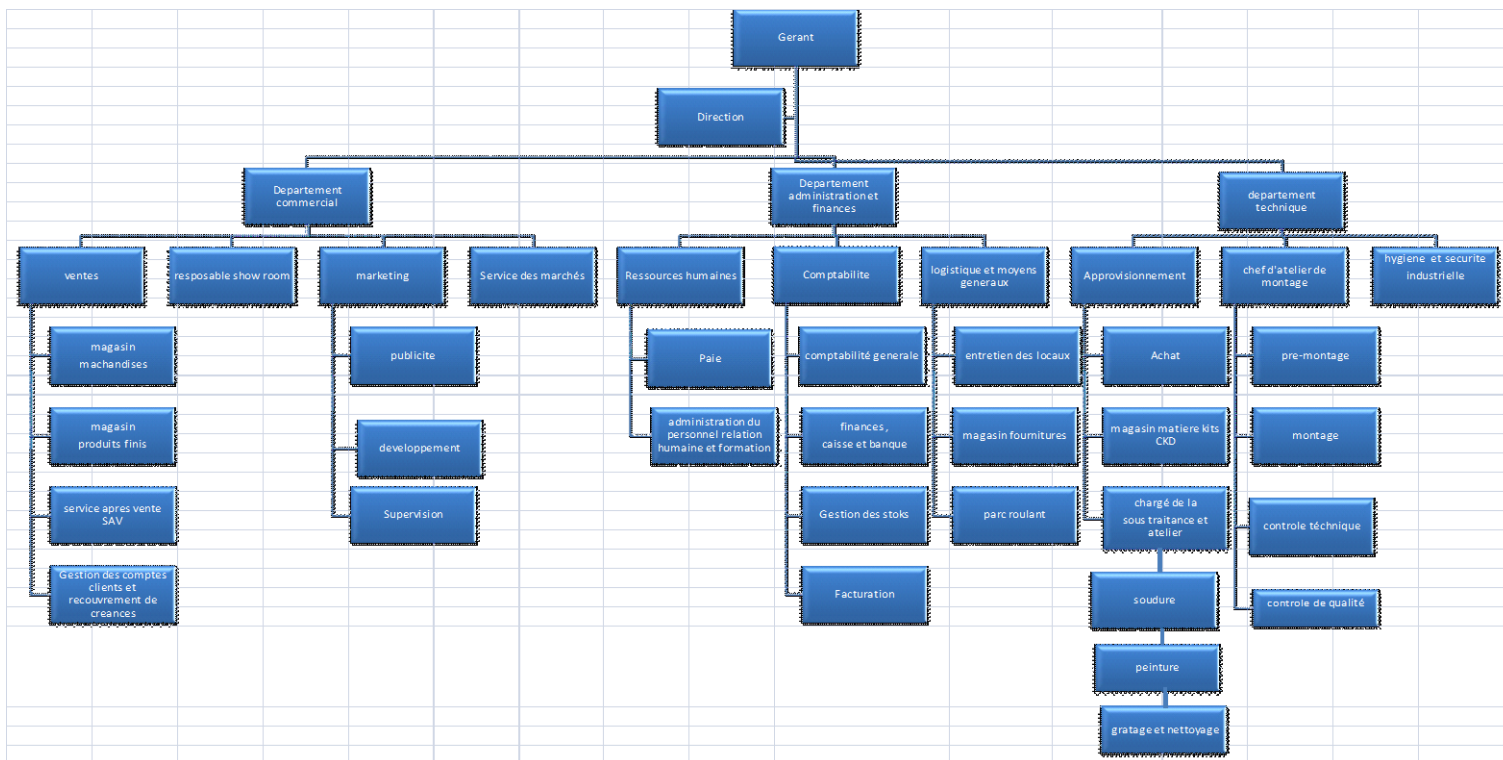 Gerant
Direction
Departement
commercial
Departement
administration et
finances
departement
technique
ventes
resposable show room
marketing
Service des marchés
Ressources humaines
Comptabilite
logistique et moyens
generaux
Approvisionnement
chef d'atelier de
montage
hygiene et securite
industrielle
magasin
machandises
publicite
Paie
comptabilité generale
entretien des locaux
Achat
pre-montage
magasin
produits finis
developpement
administration du
personnel relation
humaine et formation
finances ,
caisse et banque
magasin fournitures
magasin matiere kits
CKD
montage
service apres vente
SAV
Supervision
Gestion des stoks
parc roulant
chargé de la
sous traitance et
atelier
controle téchnique
Gestion des comptes
clients et
recouvrement de
creances
Facturation
soudure
controle de qualité
peinture
gratage et nettoyage